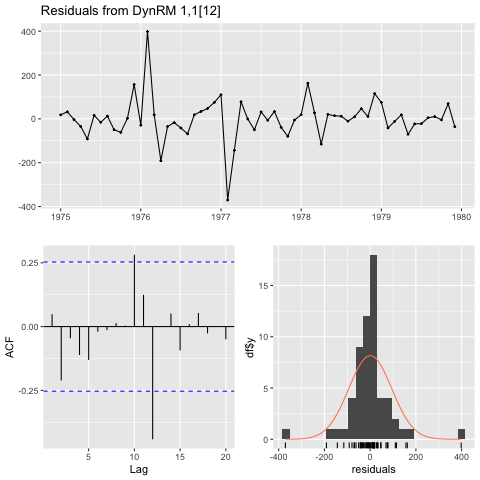 Residuals from DynRM 1,1[12]
400
200
0
-200
-400
1975 1976 1977 1978 1979 1980
0.25
0.00
-0.25
ACF
5 10 15 20
Lag
15
10
5
0
df$y
-400 -200 0 200 400
residuals